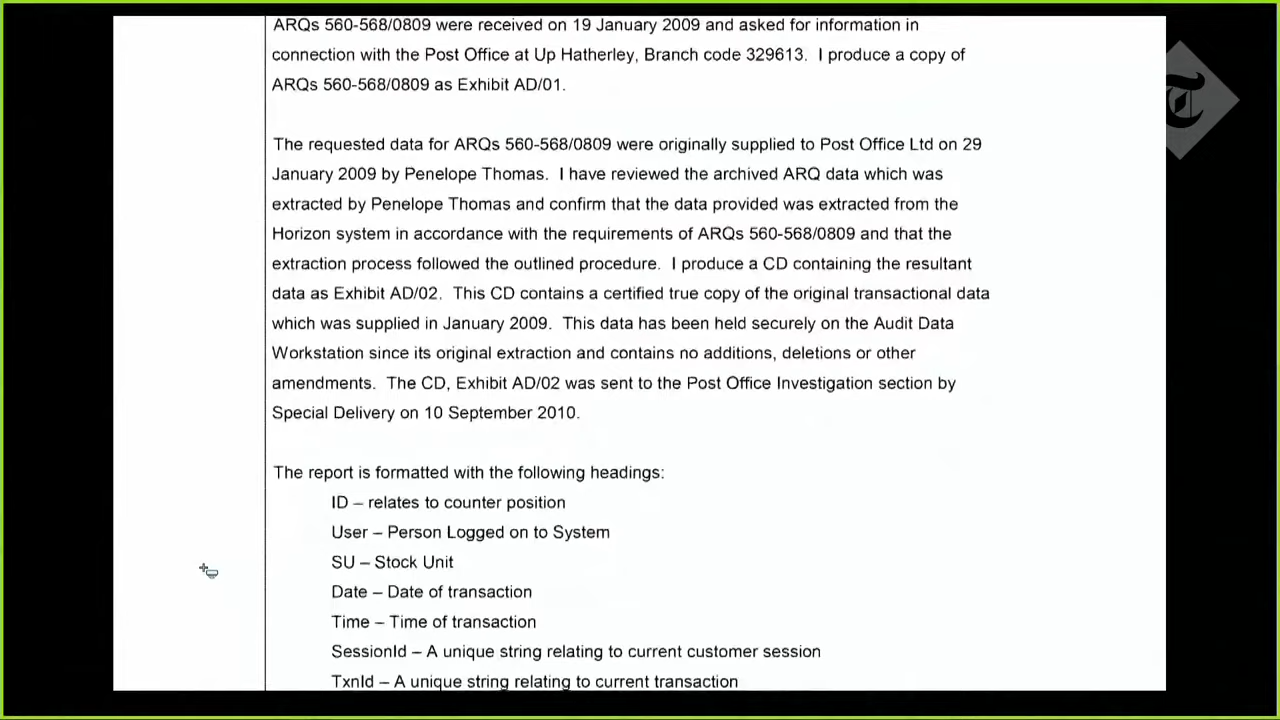 ARQs 560-568/0809 were received on 19 January 2009 and asked for information in
connection with the Post Office at Up Hatherley, Branch code 329613.  I produce a copy of
ARQs 560-568/0809 as Exhibit AD/01.
The requested data for ARQs 560-568/0809 were originally supplied to Post Office Ltd on 29
January 2009 by Penelope Thomas.  I have reviewed the archived ARQ data which was
extracted by Penelope Thomas and confirm that the data provided was extracted from the
Horizon system in accordance with the requirements of ARQs 560-568/0809 and that the
extraction process followed the outlined procedure.  I produce a CD containing the resultant
data as Exhibit AD/02.  This CD contains a certified true copy of the original transactional data
which was supplied in January 2009.  This data has been held securely on the Audit Data
Workstation since its original extraction and contains no additions, deletions or other
amendments.  The CD, Exhibit AD/02 was sent to the Post Office Investigation section by
Special Delivery on 10 September 2010.
The report is formatted with the following headings:
ID – relates to counter position
User – Person Logged on to System
SU – Stock Unit
Date – Date of transaction
Time – Time of transaction
SessionId – A unique string relating to current customer session
TxnId – A unique string relating to current transaction
T